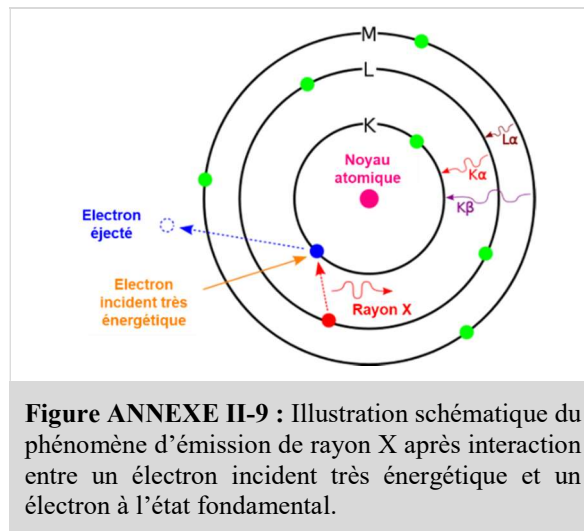 M
L
K
Lα
Noyau
atomique
Kα
Kβ
Electron
éjecté
Electron
incident très
énergétique
Rayon X
Figure ANNEXE II-9 : Illustration schématique du
phénomène d’émission de rayon X après interaction
entre un électron incident très énergétique et un
électron à l’état fondamental.